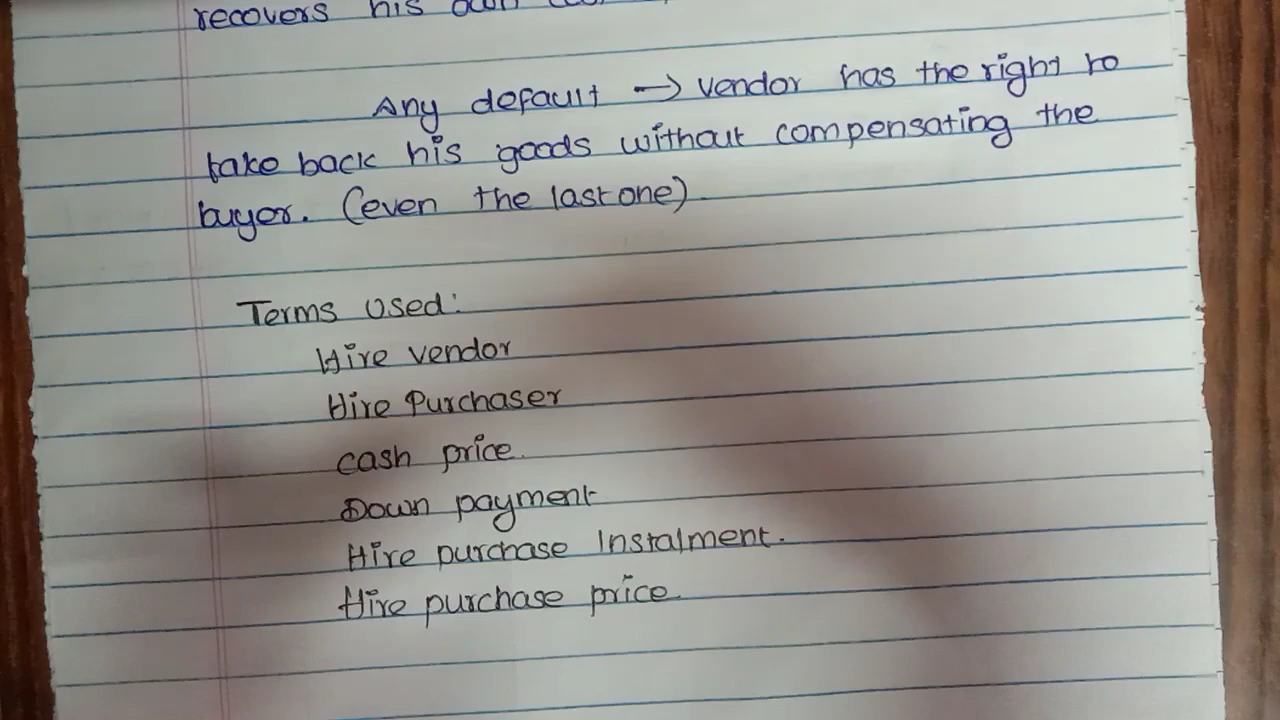 recovers his own
Any default → vendor has the right to
take back his goods without compensating the
buyer. (even the last one)
Terms Used:
Hire vendor
Hire Purchaser
cash price.
Down payment
Hire purchase Instalment.
Hire purchase price.